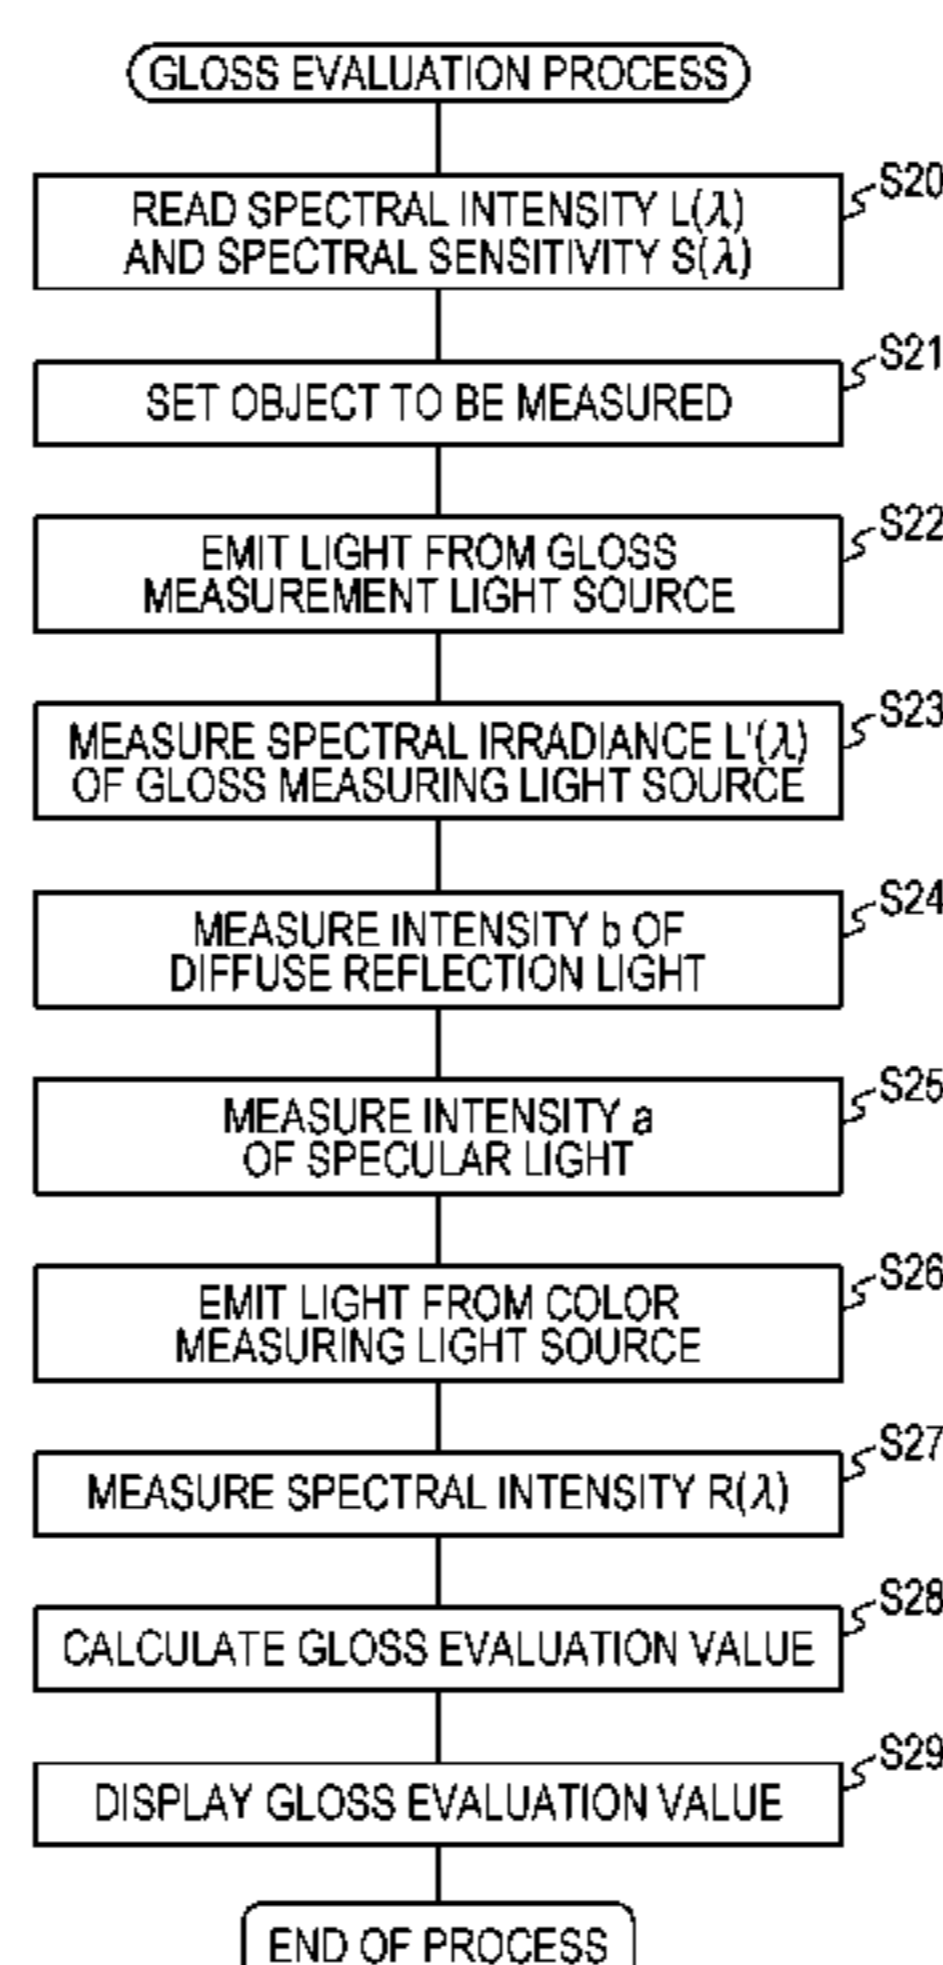 GLOSS EVALUATION PROCESS
S20
READ SPECTRAL INTENSITY L(λ)
AND SPECTRAL SENSITIVITY S(λ)
S21
SET OBJECT TO BE MEASURED
S22
EMIT LIGHT FROM GLOSS
MEASUREMENT LIGHT SOURCE
S23
MEASURE SPECTRAL IRRADIANCE L'(λ)
OF GLOSS MEASURING LIGHT SOURCE
S24
MEASURE INTENSITY b OF
DIFFUSE REFLECTION LIGHT
S25
MEASURE INTENSITY a
OF SPECULAR LIGHT
S26
EMIT LIGHT FROM COLOR
MEASURING LIGHT SOURCE
S27
MEASURE SPECTRAL INTENSITY R(λ)
S28
CALCULATE GLOSS EVALUATION VALUE
S29
DISPLAY GLOSS EVALUATION VALUE
END OF PROCESS